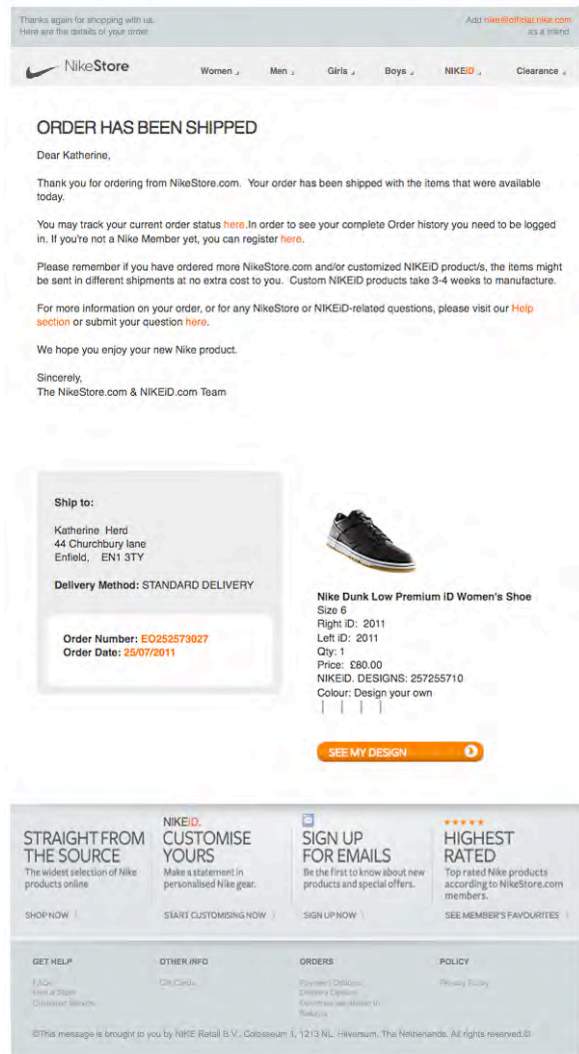 Thanks again for shopping with us.
Here are the details of your order.
Add nike@official.nike.com
as a friend.
NikeStore
Women
Men
Girls
Boys
NIKEiD
Clearance
ORDER HAS BEEN SHIPPED
Dear Katherine,
Thank you for ordering from NikeStore.com. Your order has been shipped with the items that were available
today.
You may track your current order status here.In order to see your complete Order history you need to be logged
in. If you're not a Nike Member yet, you can register here.
Please remember if you have ordered more NikeStore.com and/or customized NIKEiD product/s, the items might
be sent in different shipments at no extra cost to you. Custom NIKEiD products take 3-4 weeks to manufacture.
For more information on your order, or for any NikeStore or NIKEiD-related questions, please visit our Help
section or submit your question here.
We hope you enjoy your new Nike product.
Sincerely,
The NikeStore.com & NIKEiD.com Team
Ship to:
Katherine Herd
44 Churchbury lane
Enfield, EN1 3TY
Delivery Method: STANDARD DELIVERY
Order Number: EO252573027
Order Date: 25/07/2011
Nike Dunk Low Premium iD Women's Shoe
Size 6
Right iD: 2011
Left iD: 2011
Qty: 1
Price: £80.00
NIKEiD. DESIGNS: 257255710
Colour: Design your own
| | | |
SEE MY DESIGN
STRAIGHT FROM
THE SOURCE
The widest selection of Nike
products online
SHOP NOW
NIKEiD.
CUSTOMISE
YOURS
Make a statement in
personalised Nike gear.
START CUSTOMISING NOW
SIGN UP
FOR EMAILS
Be the first to know about new
products and special offers.
SIGN UP NOW
HIGHEST
RATED
Top rated Nike products
according to NikeStore.com
members.
SEE MEMBER'S FAVOURITES
GET HELP
FAQs
Find a Store
Customer Service
OTHER INFO
Gift Cards
ORDERS
Payment Options
Delivery Options
Returns
POLICY
Privacy Policy
©This message is brought to you by NIKE Retail B.V., Colosseum 1, 1213 NL. Hilversum, The Netherlands. All rights reserved.©